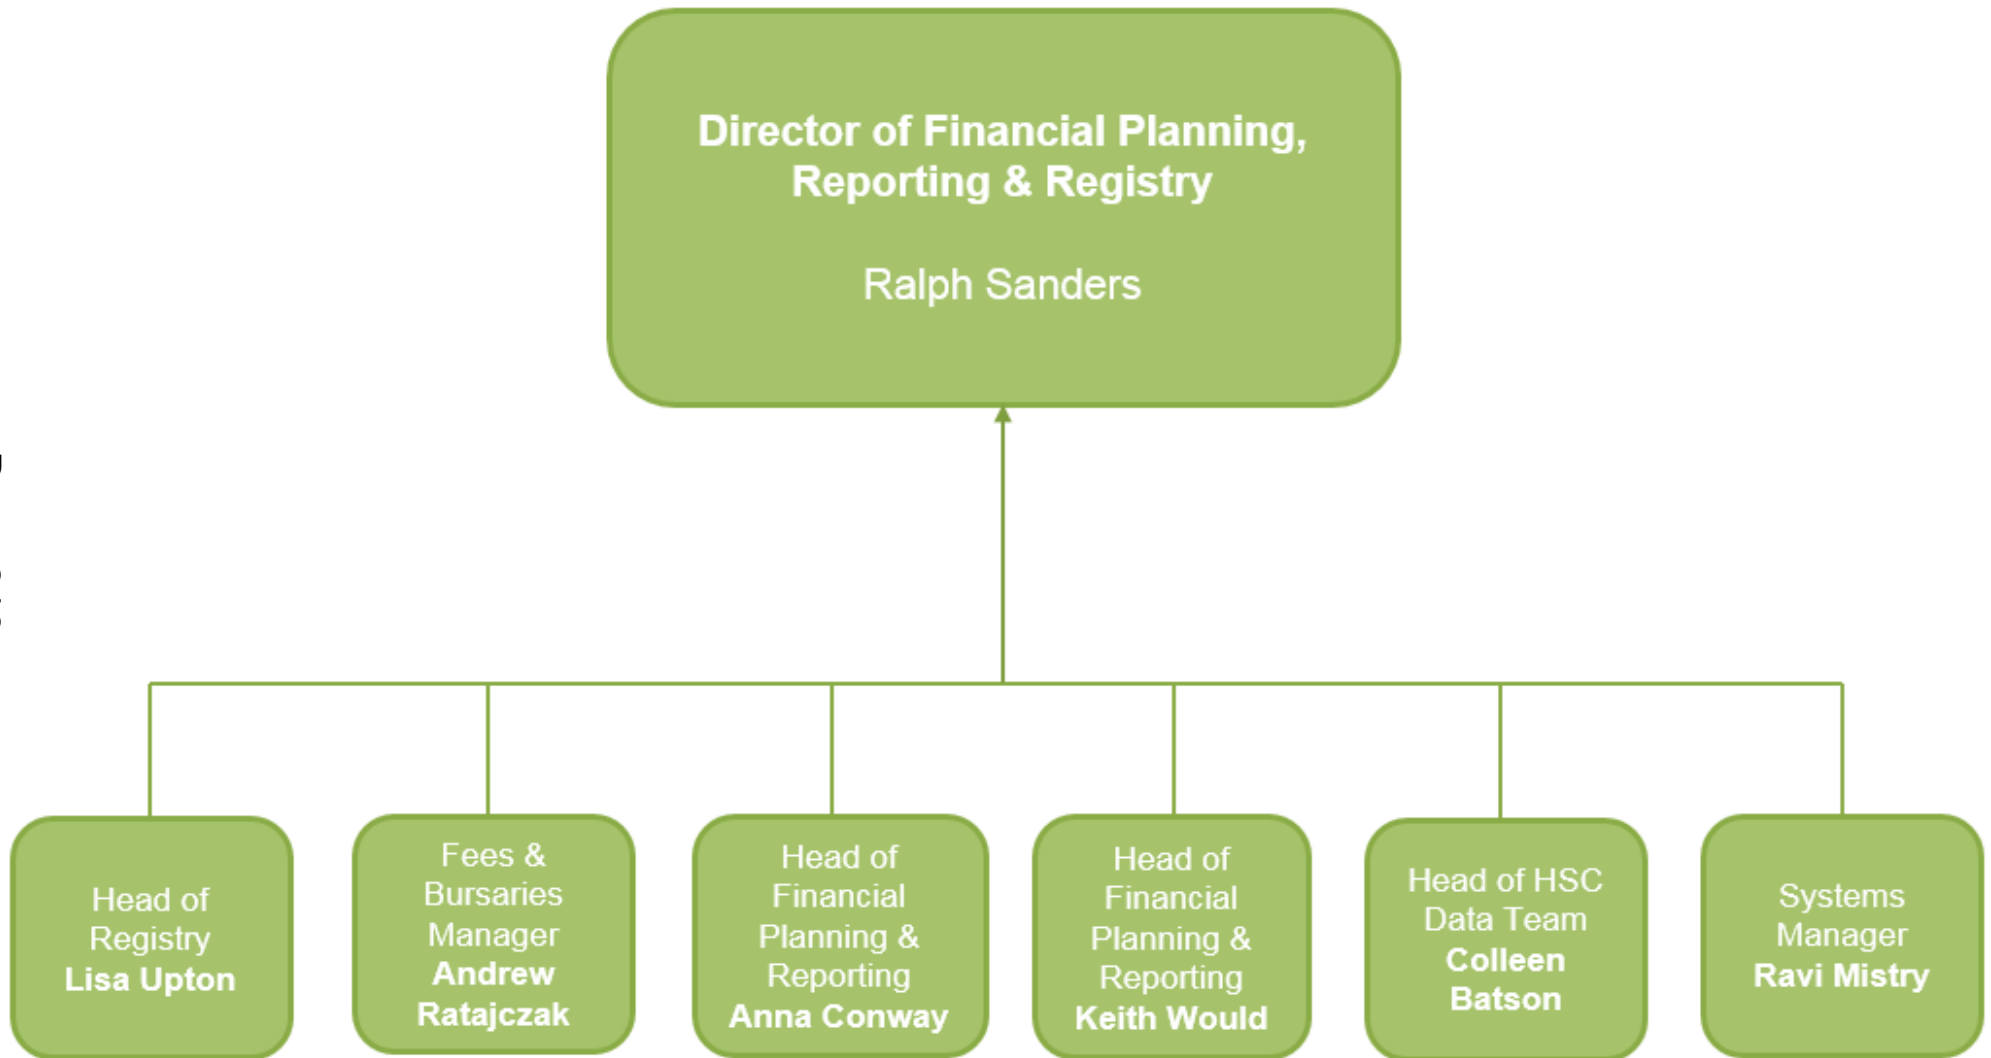 Director of Financial Planning,
Reporting & Registry
Ralph Sanders
Head of
Registry
Lisa Upton
Fees &
Bursaries
Manager
Andrew
Ratajczak
Head of
Financial
Planning &
Reporting
Anna Conway
Head of
Financial
Planning &
Reporting
Keith Would
Head of HSC
Data Team
Colleen
Batson
Systems
Manager
Ravi Mistry